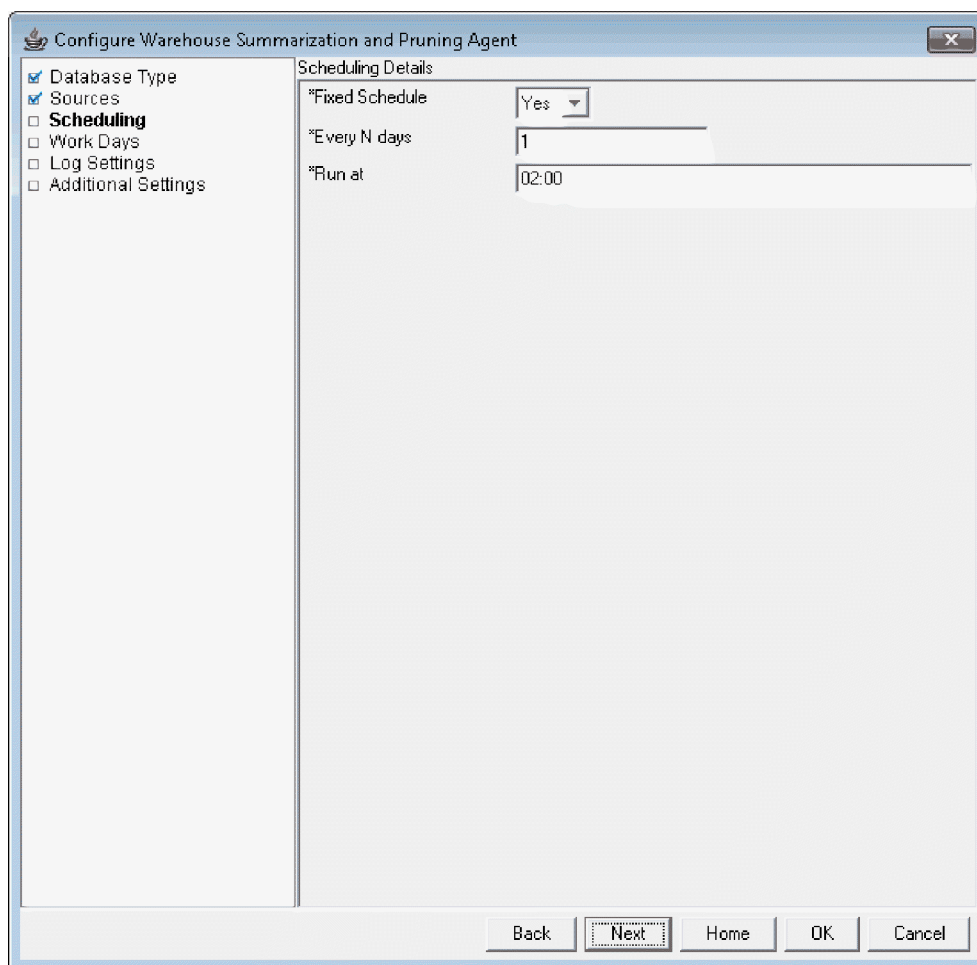 Configure Warehouse Summarization and Pruning Agent
Database Type
Sources
Scheduling
Work Days
Log Settings
Additional Settings
Scheduling Details
*Fixed Schedule
Yes
*Every N days
1
*Run at
02:00
Back
Next
Home
OK
Cancel